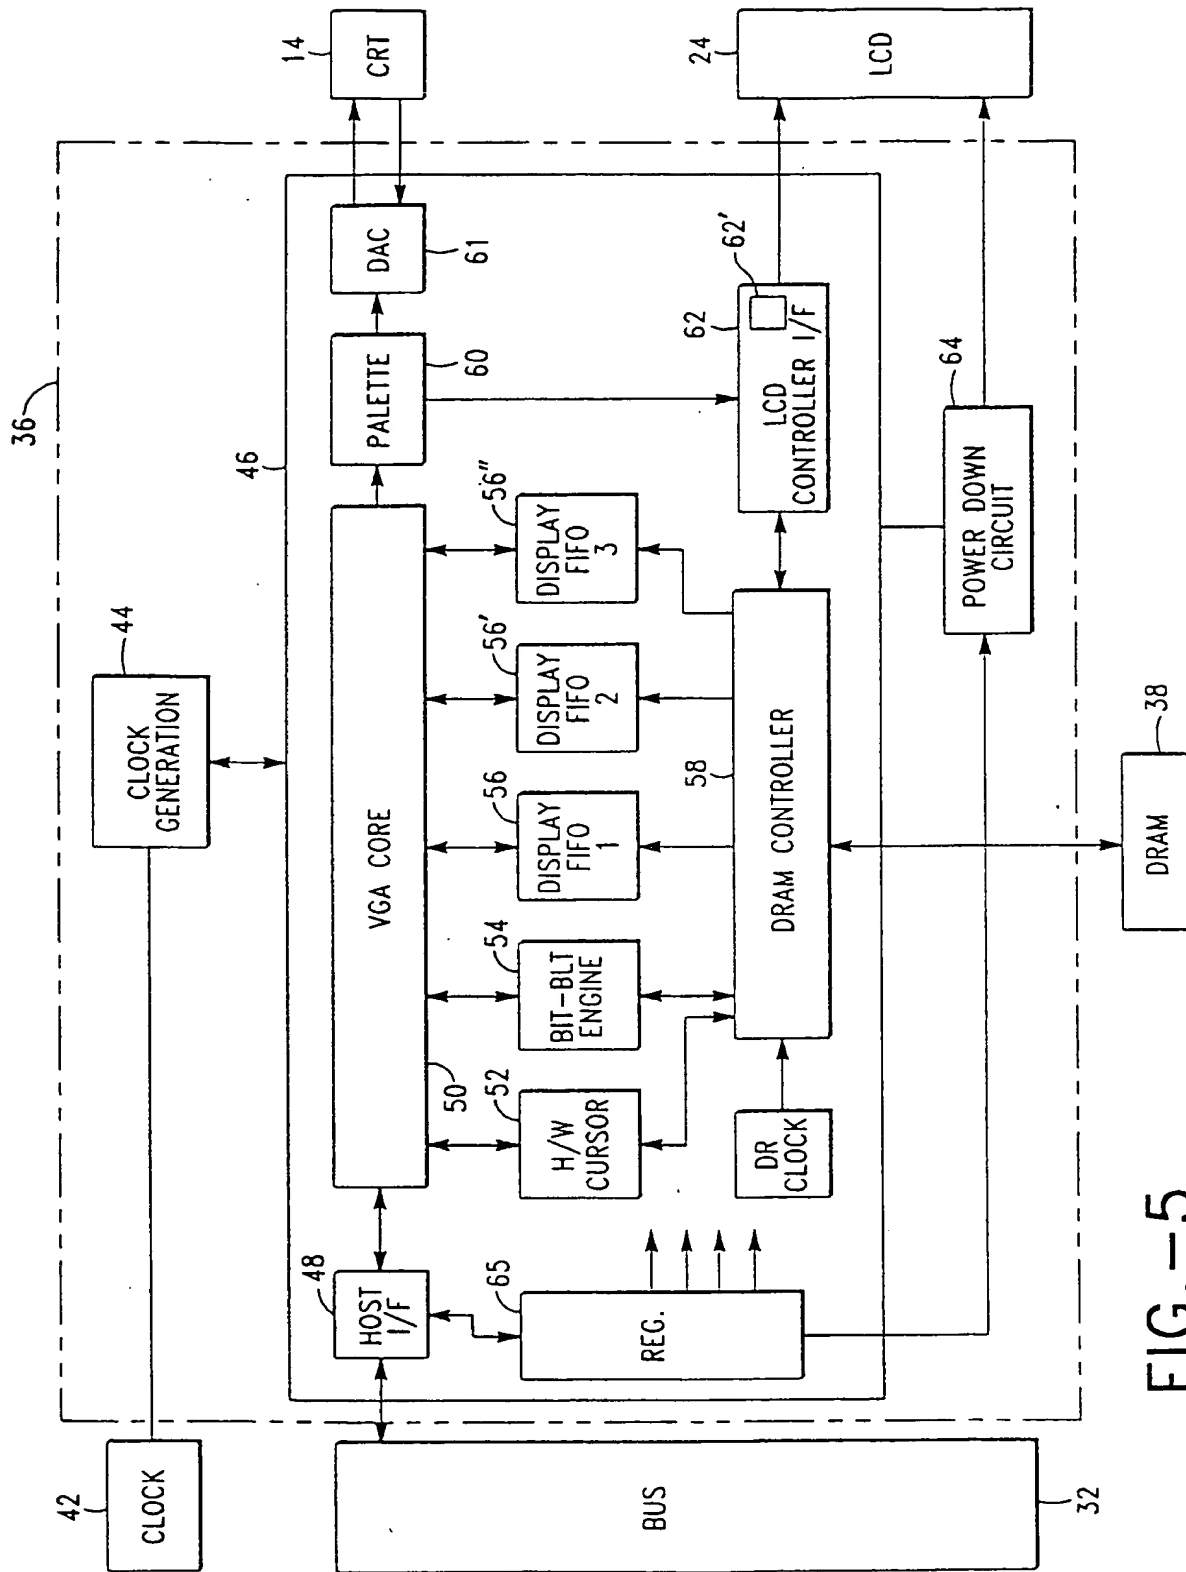 36
42
CLOCK
44
CLOCK
GENERATION
46
14
CRT
48
HOST
I/F
VGA CORE
50
PALETTE
60
DAC
61
BUS
32
65
REG.
52
H/W
CURSOR
54
BIT-BLT
ENGINE
56
DISPLAY
FIFO
1
56'
DISPLAY
FIFO
2
56"
DISPLAY
FIFO
3
62
62'
LCD
CONTROLLER I/F
24
LCD
DR
CLOCK
58
DRAM CONTROLLER
64
POWER DOWN
CIRCUIT
DRAM
38
FIG.-5